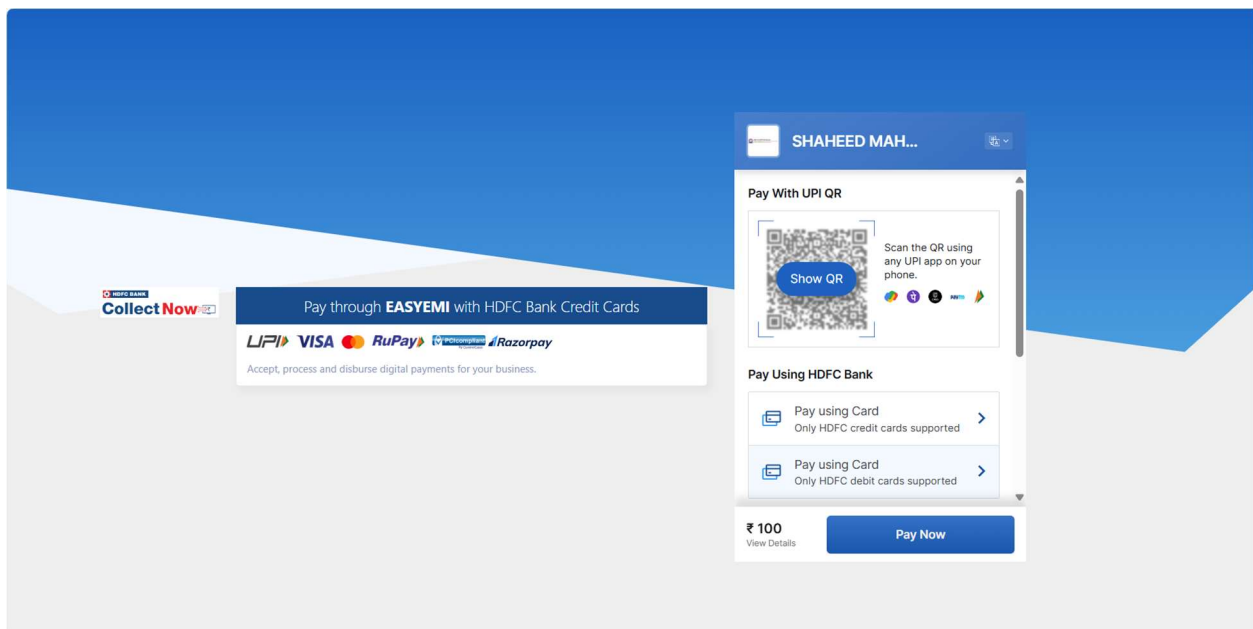 HDFC BANK
Collect Now
Pay through EASYEMI with HDFC Bank Credit Cards
UPI VISA RuPay PCI compliant Razorpay
Accept, process and disburse digital payments for your business.
SHAHEED MAH...
Pay With UPI QR
Show QR
Scan the QR using
any UPI app on your
phone.
Pay Using HDFC Bank
Pay using Card
Only HDFC credit cards supported
Pay using Card
Only HDFC debit cards supported
₹ 100
View Details
Pay Now